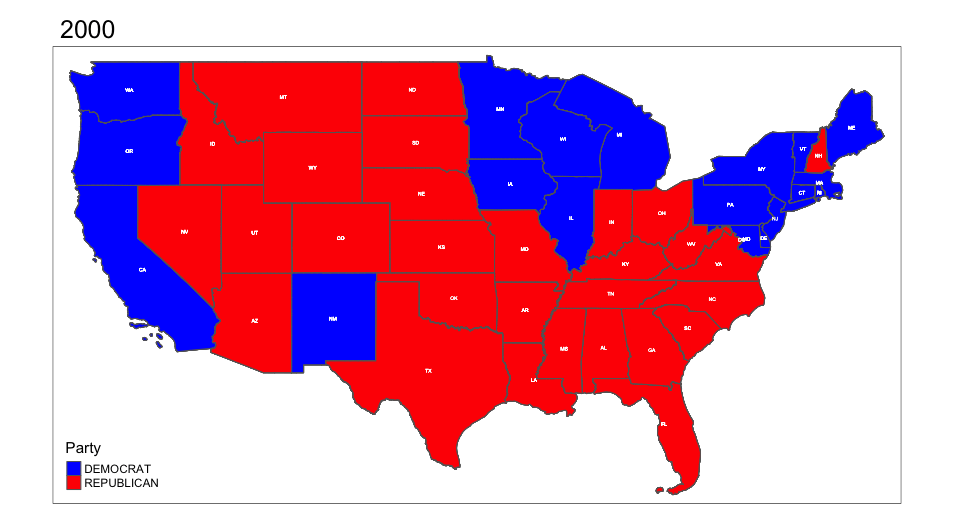 2000
WA
MT
ND
MN
ME
OR
ID
SD
WI
MI
VT
NH
WY
NY
MA
CT
RI
IA
NE
PA
NJ
NV
UT
CO
IL
IN
OH
WV
MD
DE
KS
MO
KY
VA
CA
OK
AR
TN
NC
AZ
NM
SC
MS
AL
GA
TX
LA
FL
Party
DEMOCRAT
REPUBLICAN